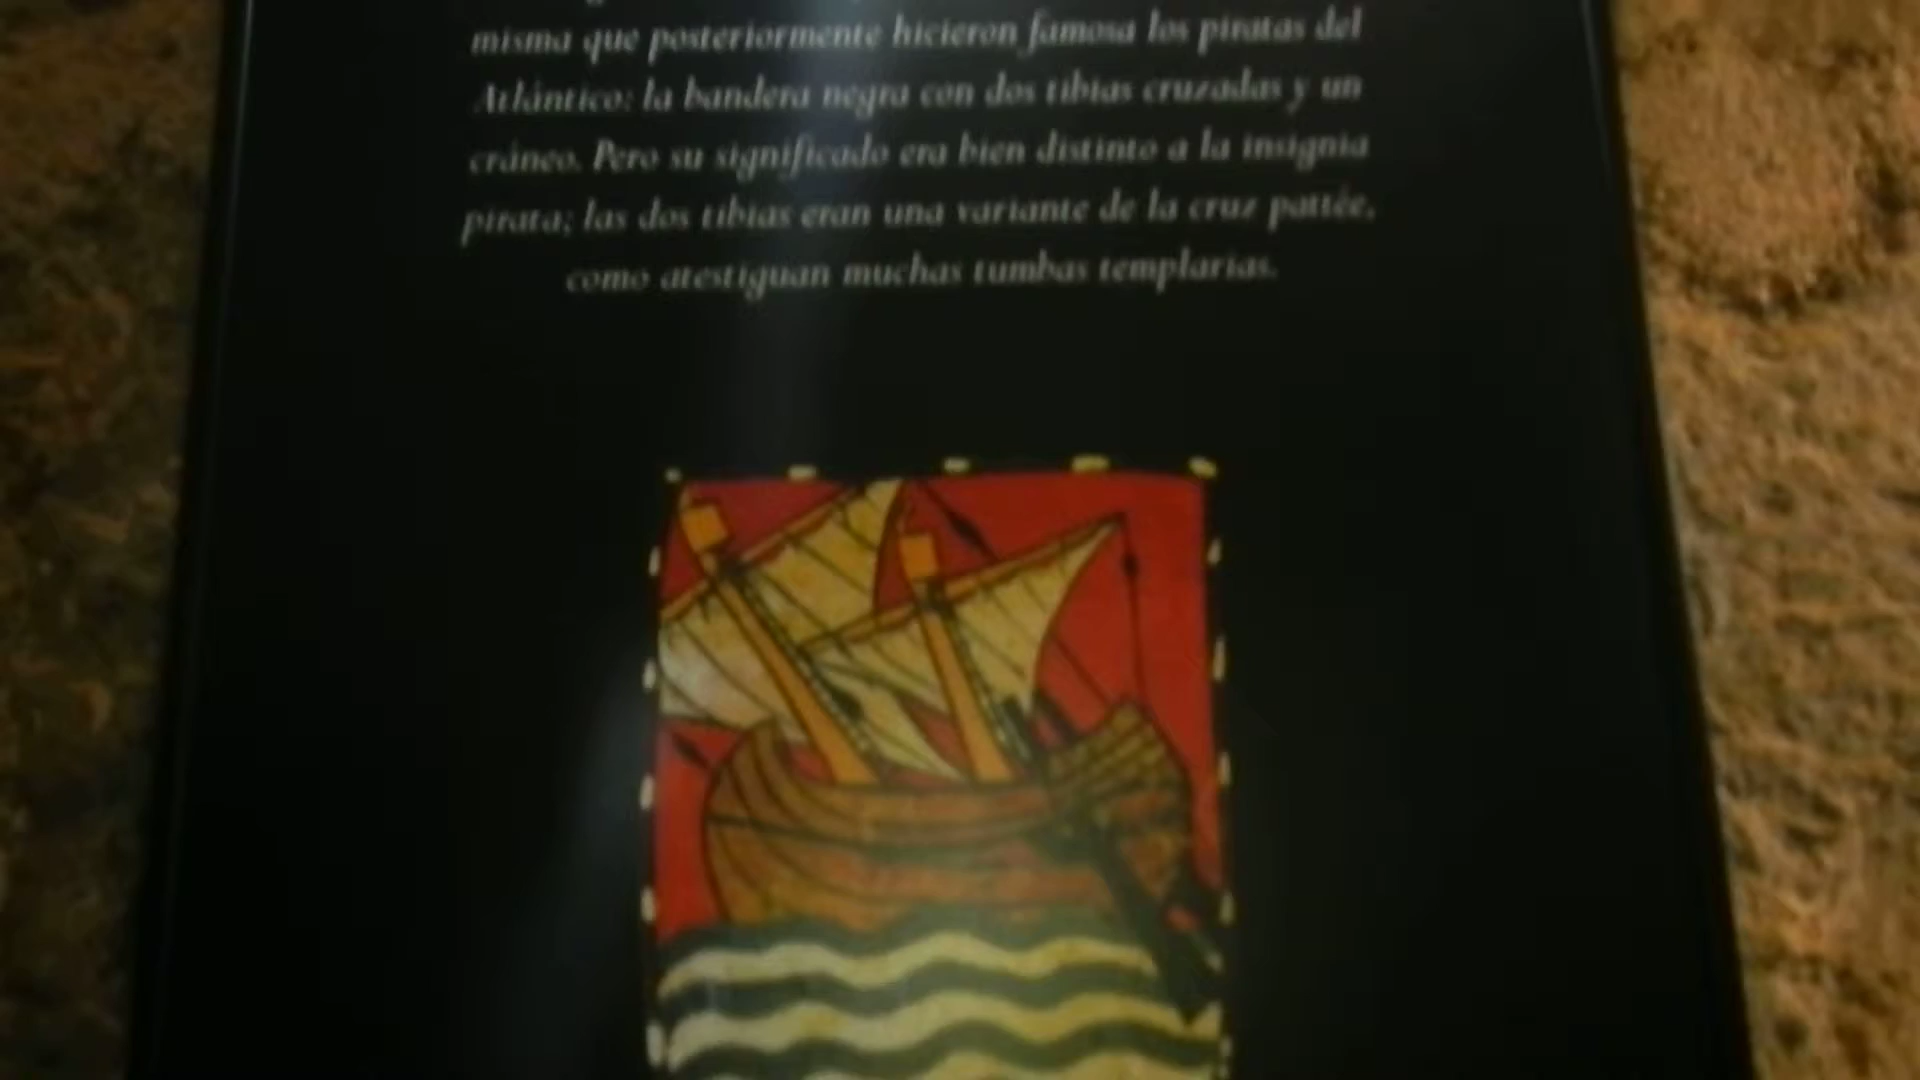 misma que posteriormente hicieron famosa los piratas del
Atlántico: la bandera negra con dos tibias cruzadas y un
cráneo. Pero su significado era bien distinto a la insignia
pirata; las dos tibias eran una variante de la cruz pattée,
como atestiguan muchas tumbas templarias.